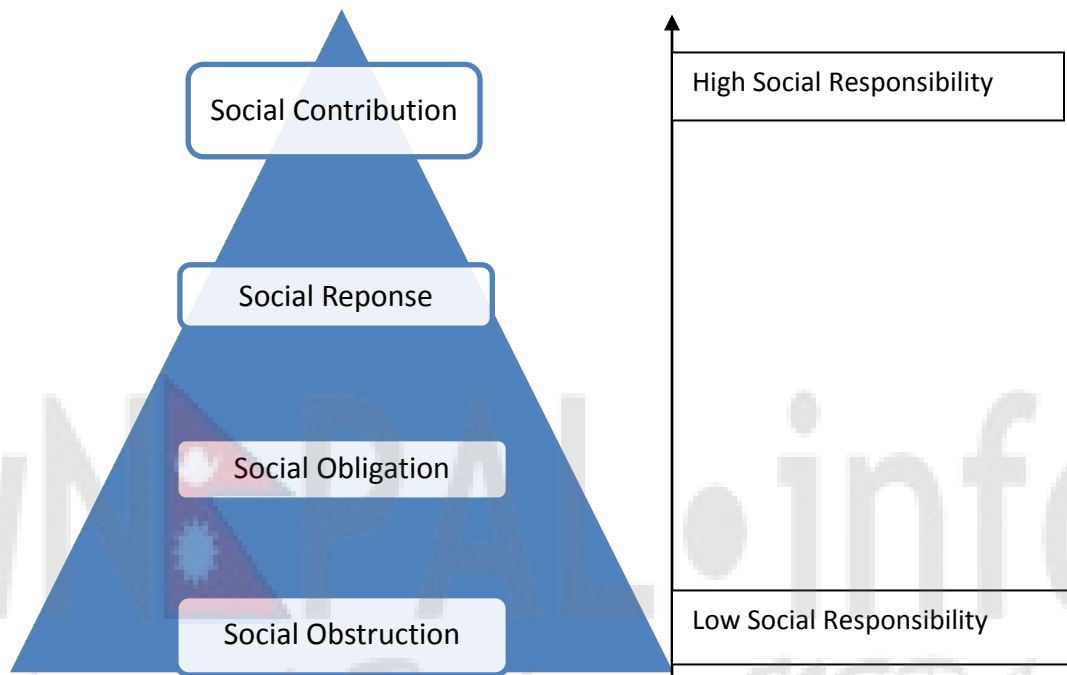 Social Contribution
High Social Responsibility
Social Reponse
Social Obligation
Social Obstruction
Low Social Responsibility